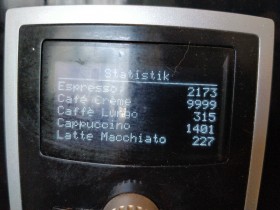 Statistik
Espresso 2173
Café Crème 9999
Caffè Lungo 315
Cappuccino 1401
Latte Macchiato 227